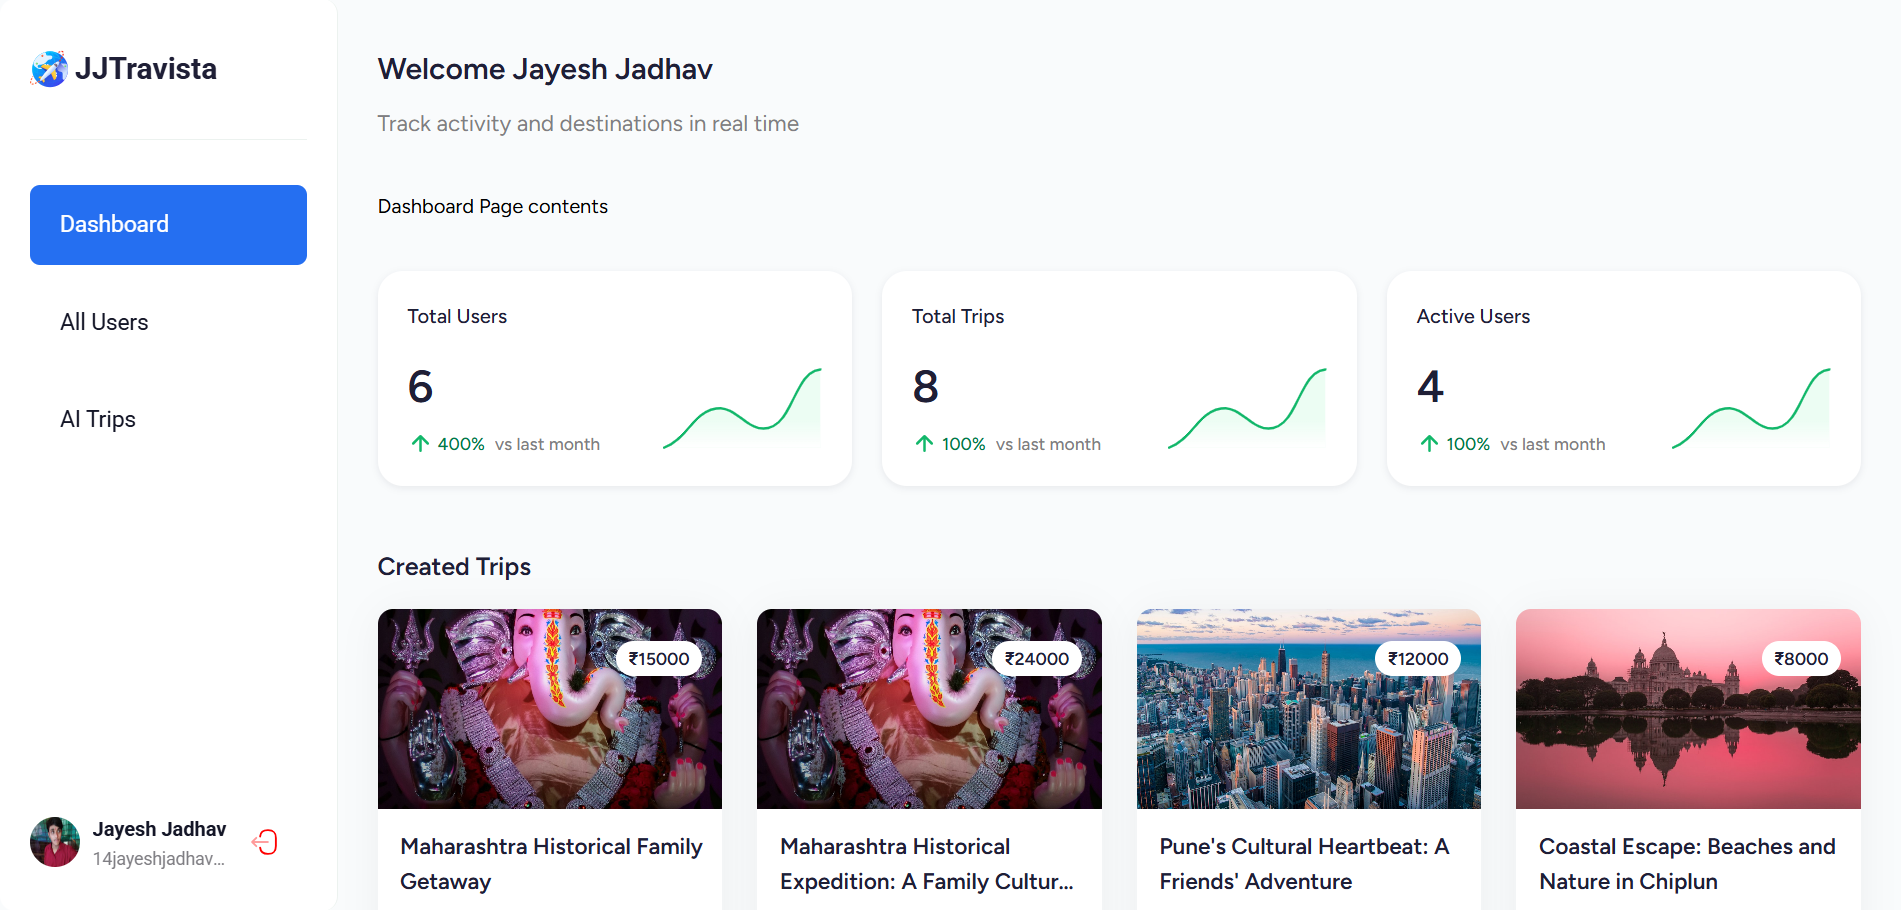 JJTravista
Dashboard
All Users
AI Trips
Jayesh Jadhav
14jayeshjadhav...
Welcome Jayesh Jadhav
Track activity and destinations in real time
Dashboard Page contents
Total Users
6
400% vs last month
Total Trips
8
100% vs last month
Active Users
4
100% vs last month
Created Trips
₹15000
Maharashtra Historical Family
Getaway
₹24000
Maharashtra Historical
Expedition: A Family Cultur...
₹12000
Pune's Cultural Heartbeat: A
Friends' Adventure
₹8000
Coastal Escape: Beaches and
Nature in Chiplun